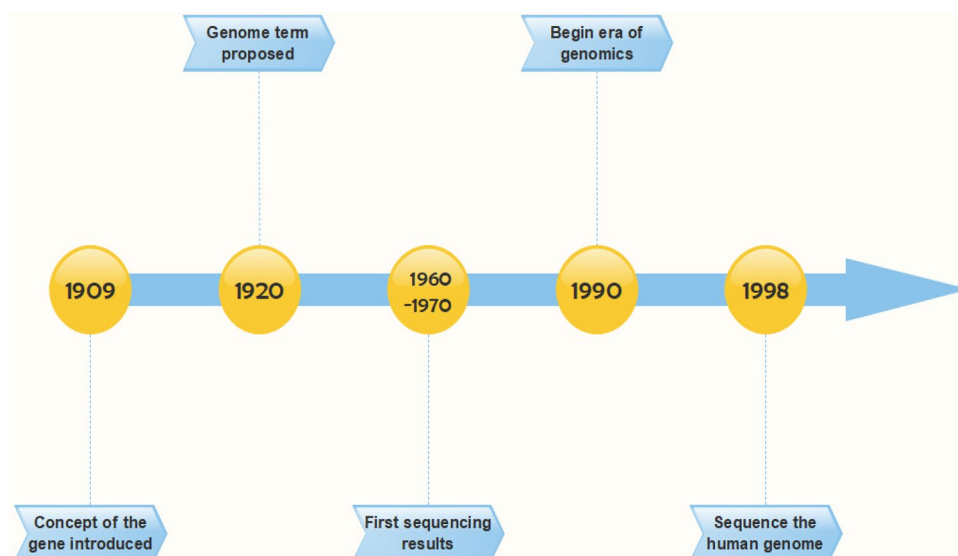 Genome term
proposed
Begin era of
genomics
1909
1920
1960
-1970
1990
1998
Concept of the
gene introduced
First sequencing
results
Sequence the
human genome